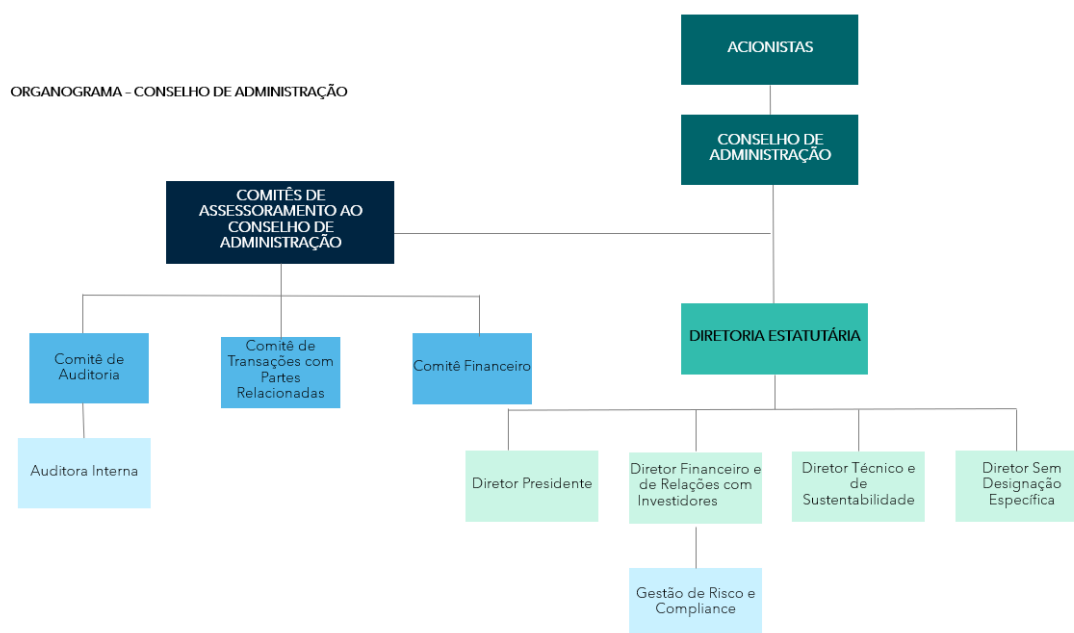 ACIONISTAS
ORGANOGRAMA – CONSELHO DE ADMINISTRAÇÃO
CONSELHO DE
ADMINISTRAÇÃO
COMITÊS DE
ASSESSORAMENTO AO
CONSELHO DE
ADMINISTRAÇÃO
DIRETORIA ESTATUTÁRIA
Comitê de
Auditoria
Comitê de
Transações com
Partes
Relacionadas
Comitê Financeiro
Auditora Interna
Diretor Presidente
Diretor Financeiro e
de Relações com
Investidores
Diretor Técnico e
de
Sustentabilidade
Diretor Sem
Designação
Específica
Gestão de Risco e
Compliance